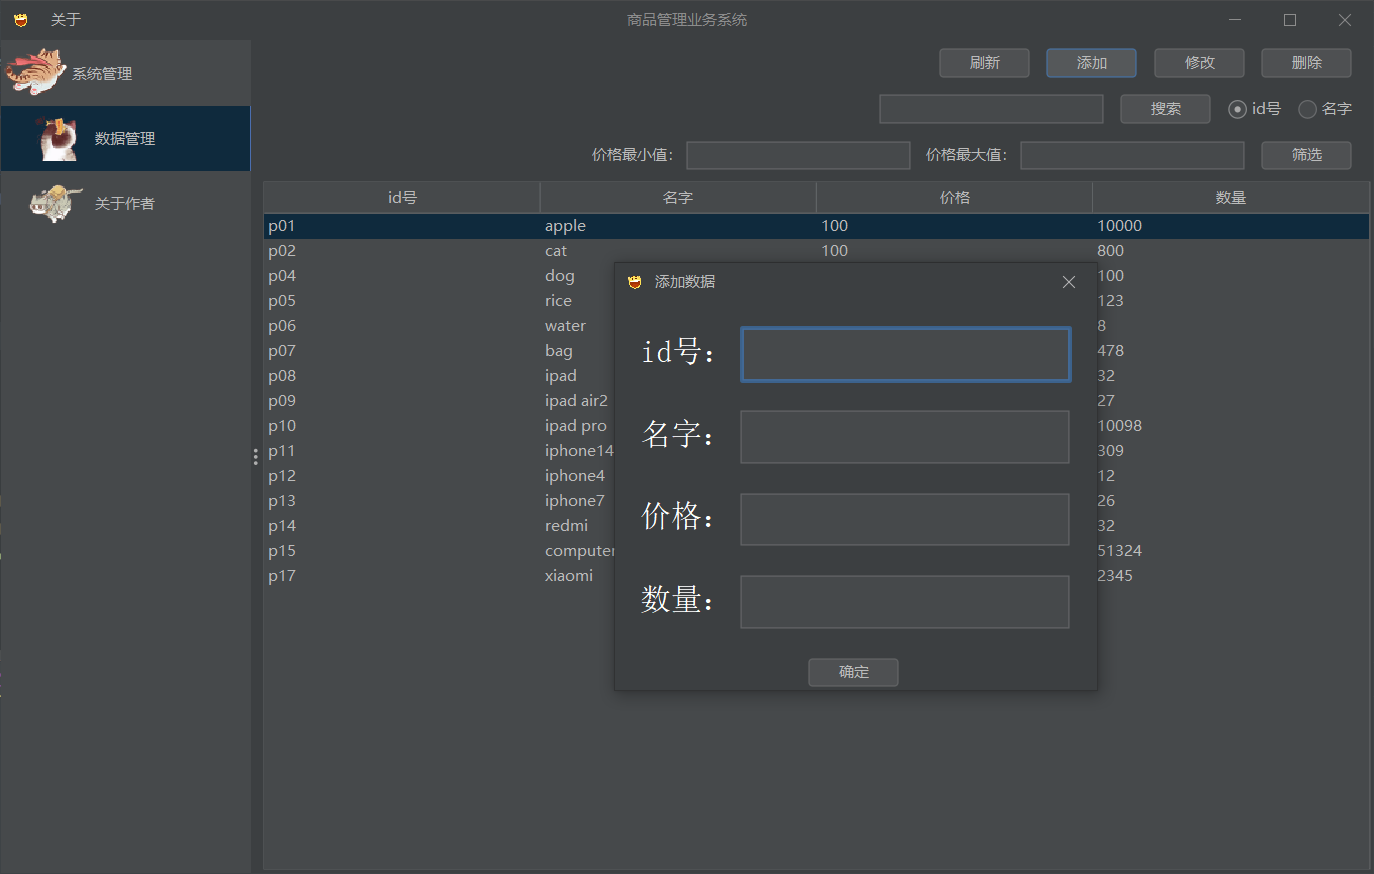 关于
商品管理业务系统
系统管理
数据管理
关于作者
刷新 添加 修改 删除
搜索 id号 名字
价格最小值: 价格最大值: 筛选
id号 名字 价格 数量
p01 apple 100 10000
p02 cat 100 800
p04 dog 100
p05 rice 123
p06 water 8
p07 bag 478
p08 ipad 32
p09 ipad air2 27
p10 ipad pro 10098
p11 iphone14 309
p12 iphone4 12
p13 iphone7 26
p14 redmi 32
p15 computer 51324
p17 xiaomi 2345
添加数据
id号：
名字：
价格：
数量：
确定